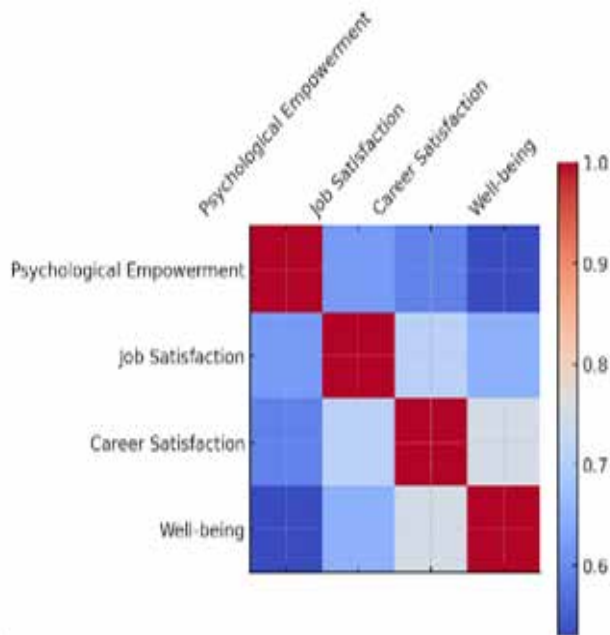 Psychological Empowerment
Job Satisfaction
Career Satisfaction
Well-being
1.0
Psychological Empowerment
0.9
Job Satisfaction
0.8
Career Satisfaction
0.7
Well-being
0.6